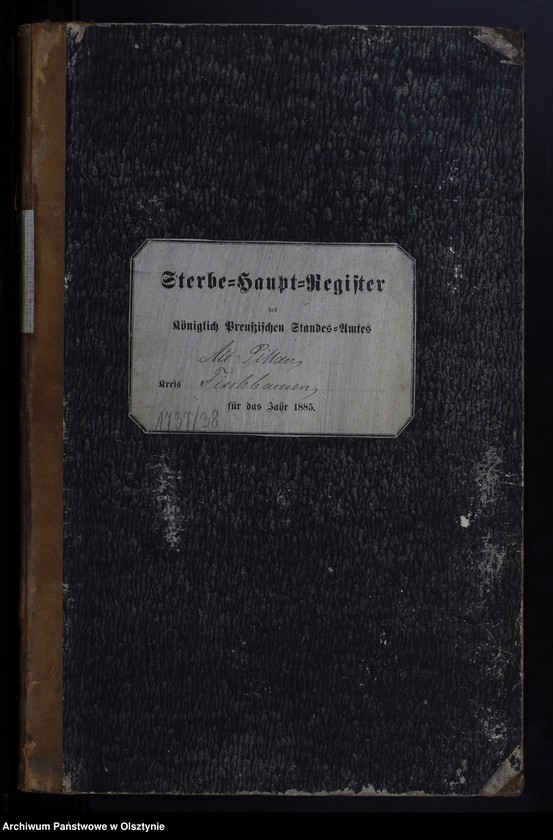 Sterbe=Haupt=Register
des
Königlich Preußischen Standes=Amtes
Alt-Pillau
Kreis Fischhausen
für das Jahr 1885.
1737/38
Archiwum Państwowe w Olsztynie